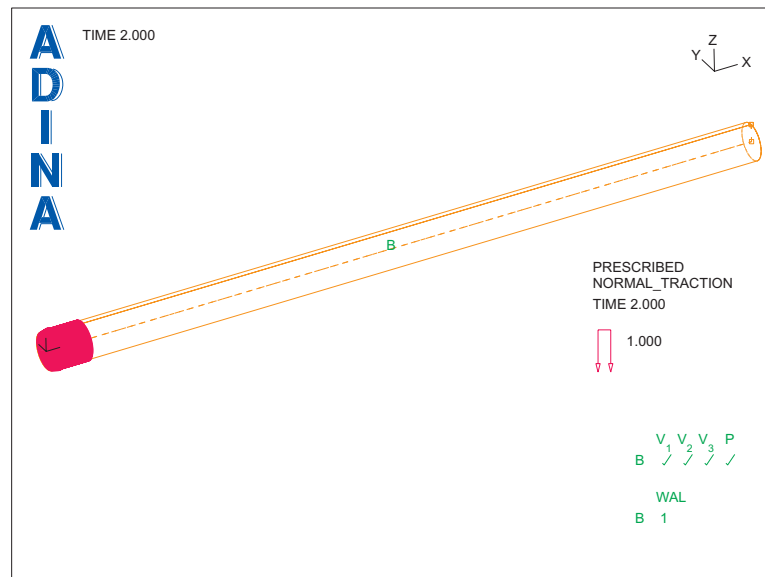 ADINA
TIME 2.000
Z
Y
X
B
PRESCRIBED
NORMAL_TRACTION
TIME 2.000
1.000
V1 V2 V3 P
B ✓ ✓ ✓ ✓
WAL
B 1